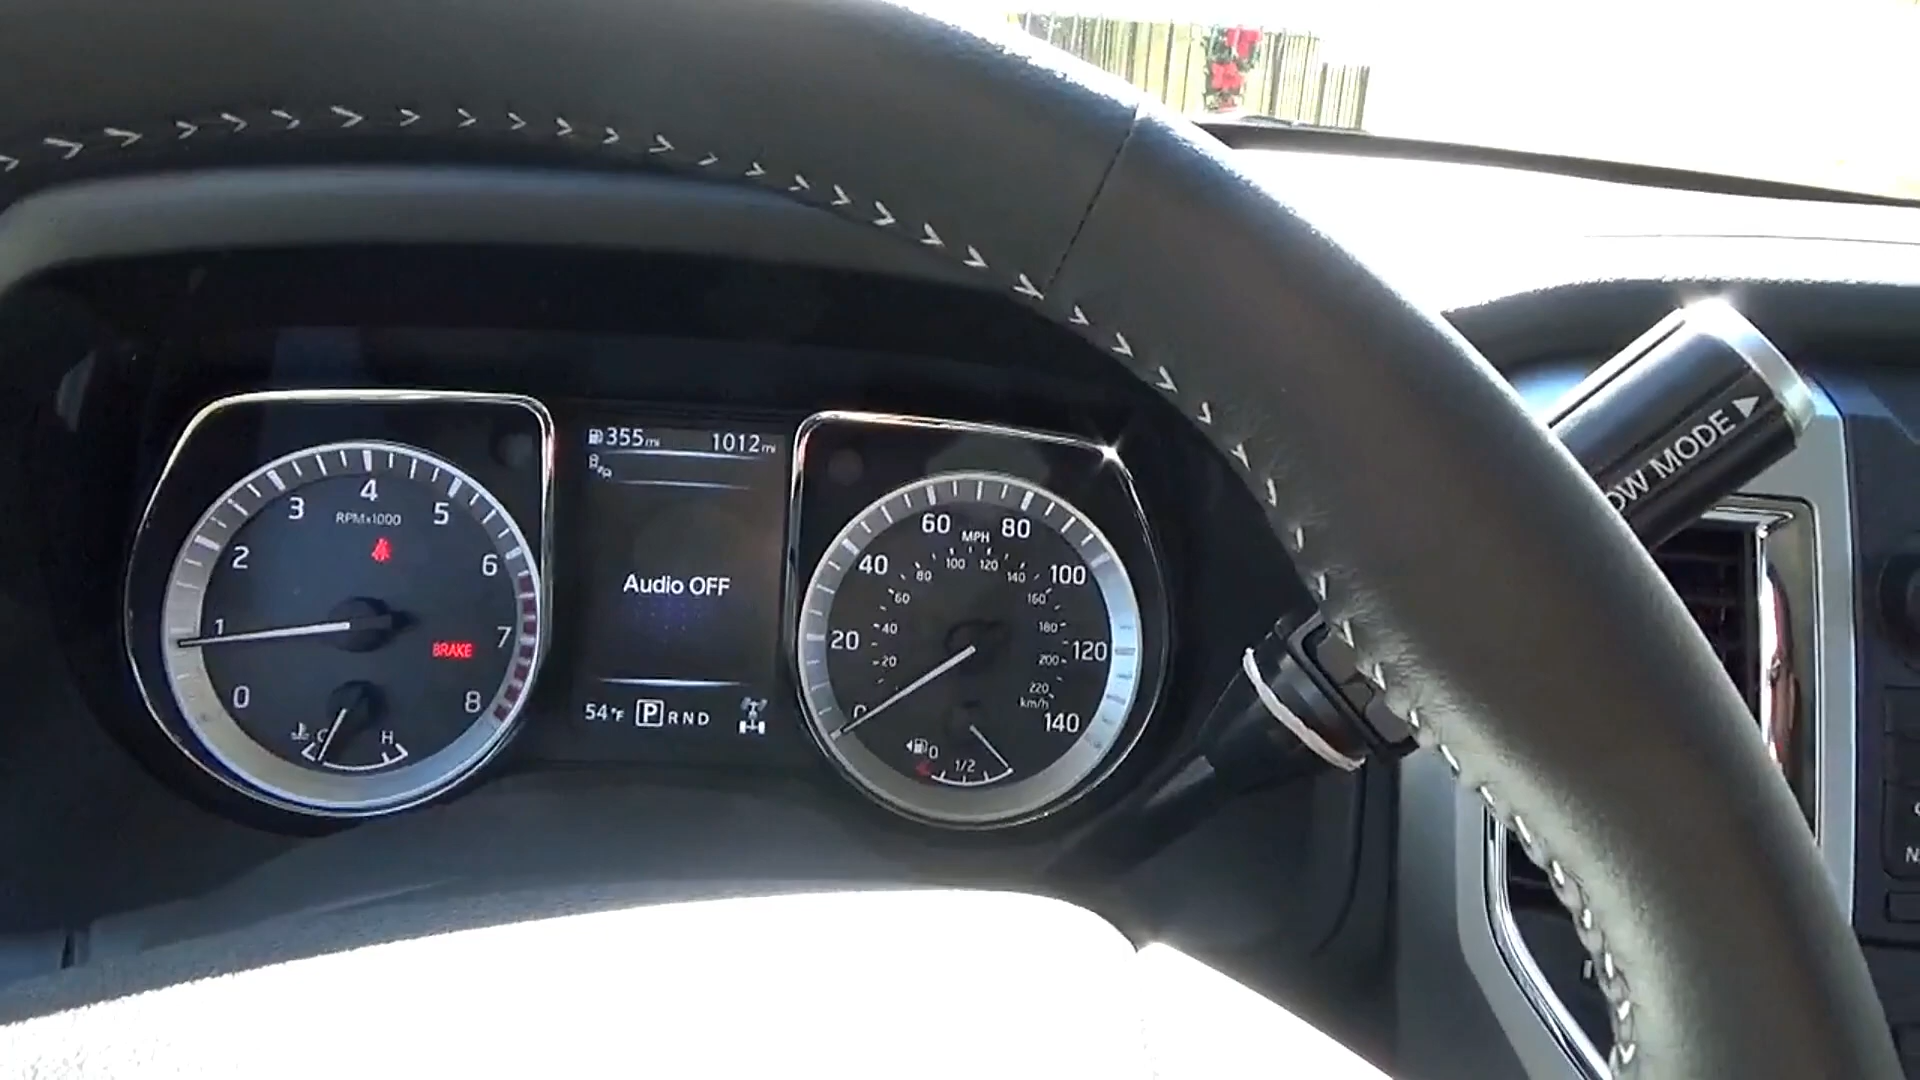 355mi 1012mi
4
3 5
RPM×1000
2 6
1 7
BRAKE
0 8
C H
Audio OFF
54°F P R N D
60 80
MPH
40 100
20 120
0 140
100 120
80 140
60 160
40 180
20 200
220
km/h
0
1/2
OW MODE